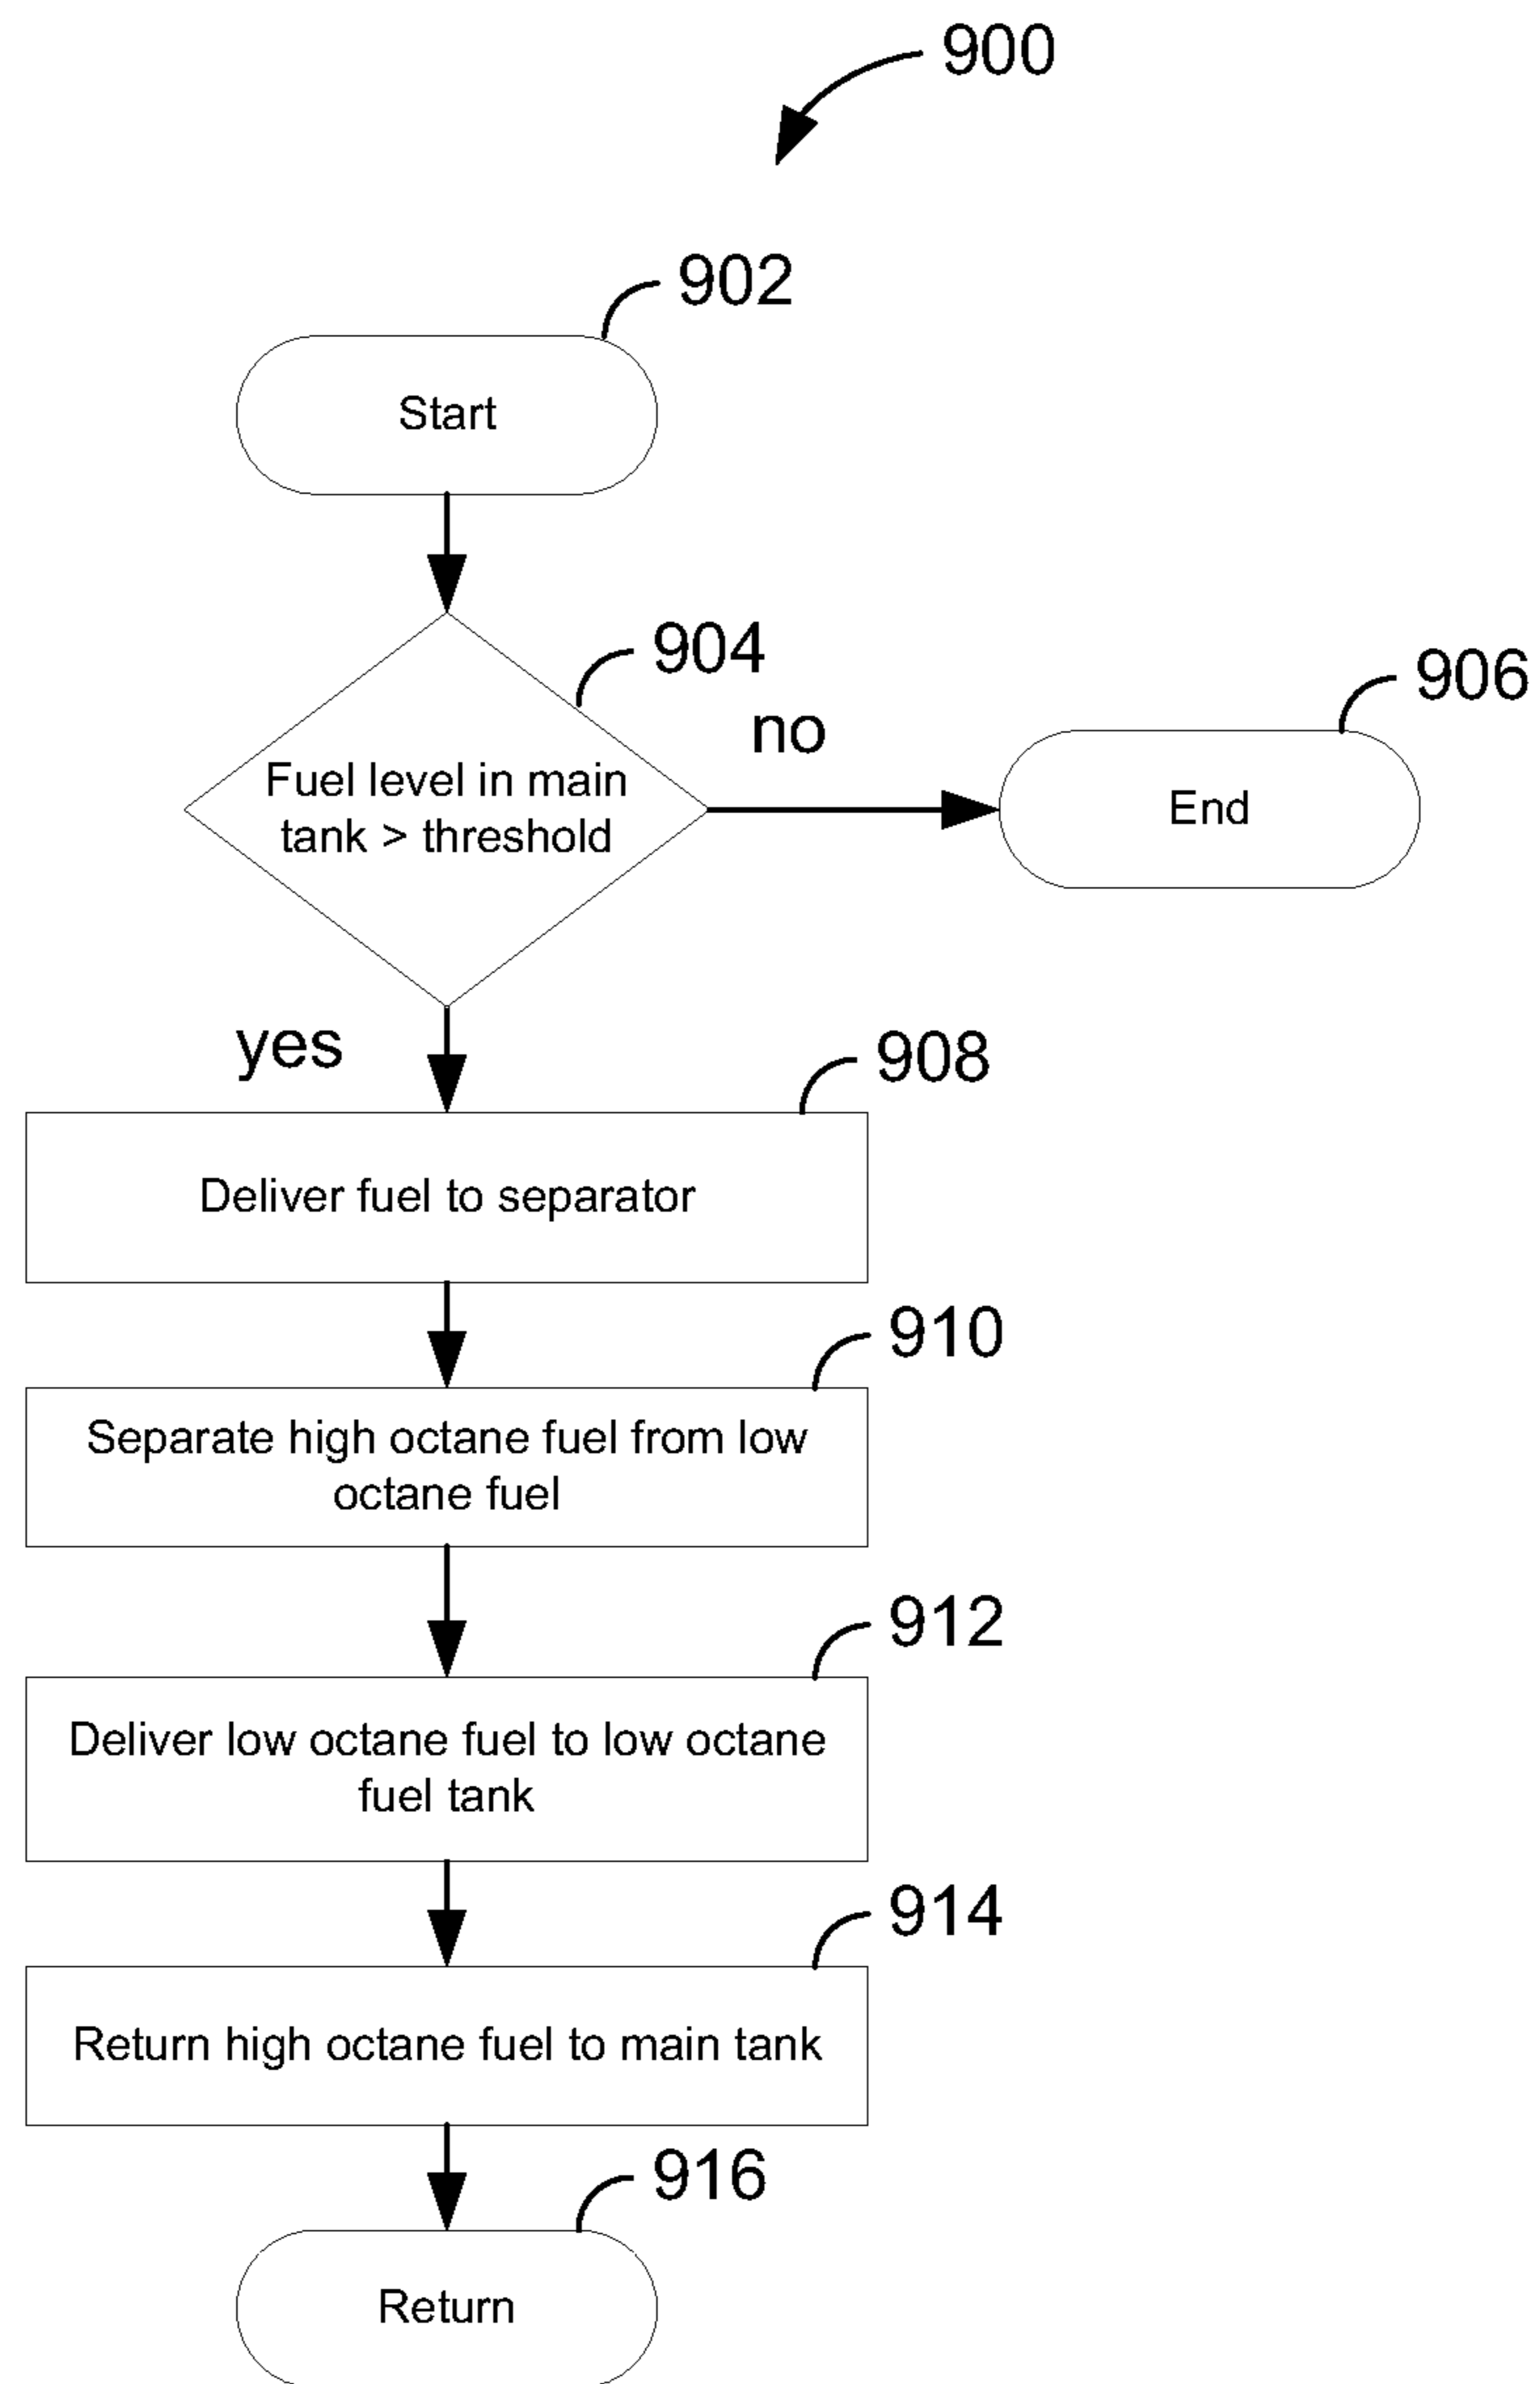 900
902
Start
904
906
no
Fuel level in main
tank > threshold
End
yes
908
Deliver fuel to separator
910
Separate high octane fuel from low
octane fuel
912
Deliver low octane fuel to low octane
fuel tank
914
Return high octane fuel to main tank
916
Return